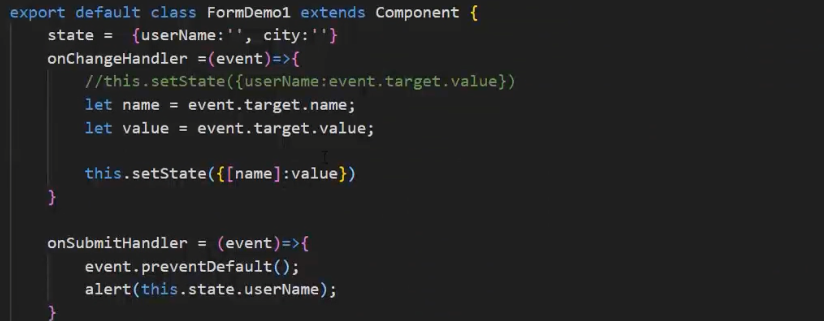 export default class FormDemo1 extends Component {
state =  {userName:'', city:''}
onChangeHandler =(event)=>{
//this.setState({userName:event.target.value})
let name = event.target.name;
let value = event.target.value;
this.setState({[name]:value})
}
onSubmitHandler = (event)=>{
event.preventDefault();
alert(this.state.userName);
}